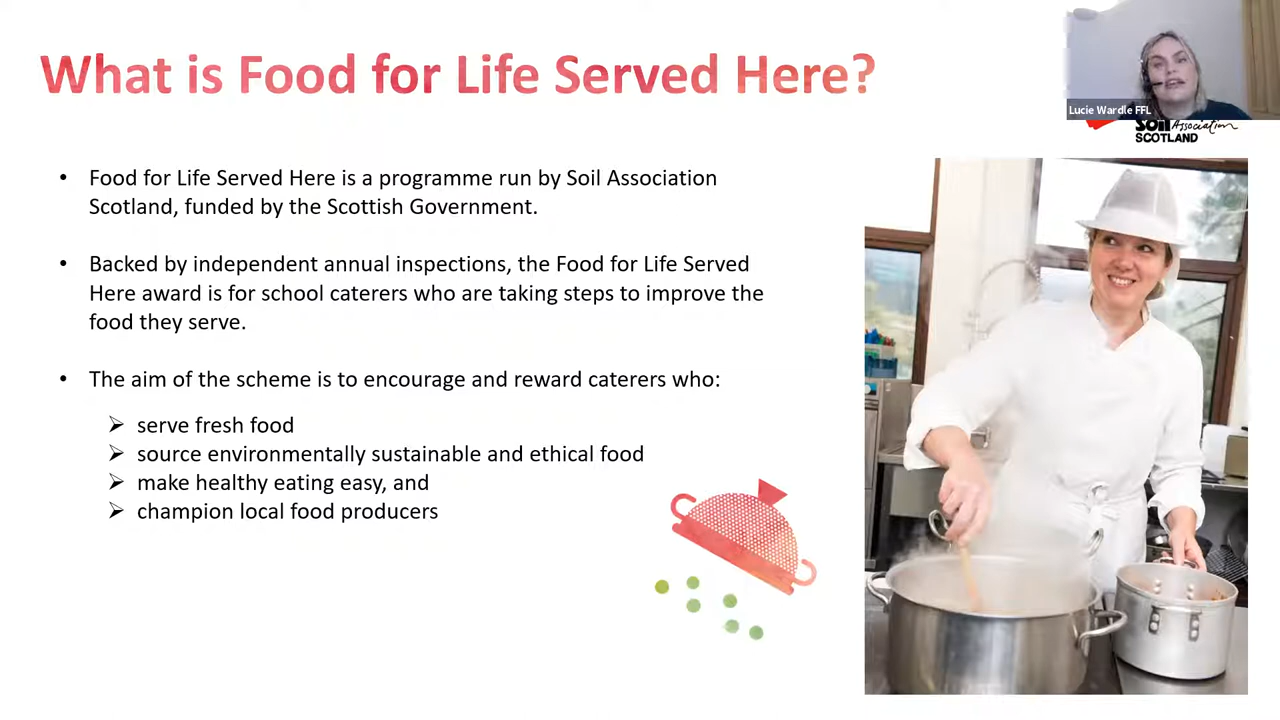 What is Food for Life Served Here?
Lucie Wardle FFL
Soil Association
SCOTLAND
• Food for Life Served Here is a programme run by Soil Association
Scotland, funded by the Scottish Government.
• Backed by independent annual inspections, the Food for Life Served
Here award is for school caterers who are taking steps to improve the
food they serve.
• The aim of the scheme is to encourage and reward caterers who:
➢ serve fresh food
➢ source environmentally sustainable and ethical food
➢ make healthy eating easy, and
➢ champion local food producers